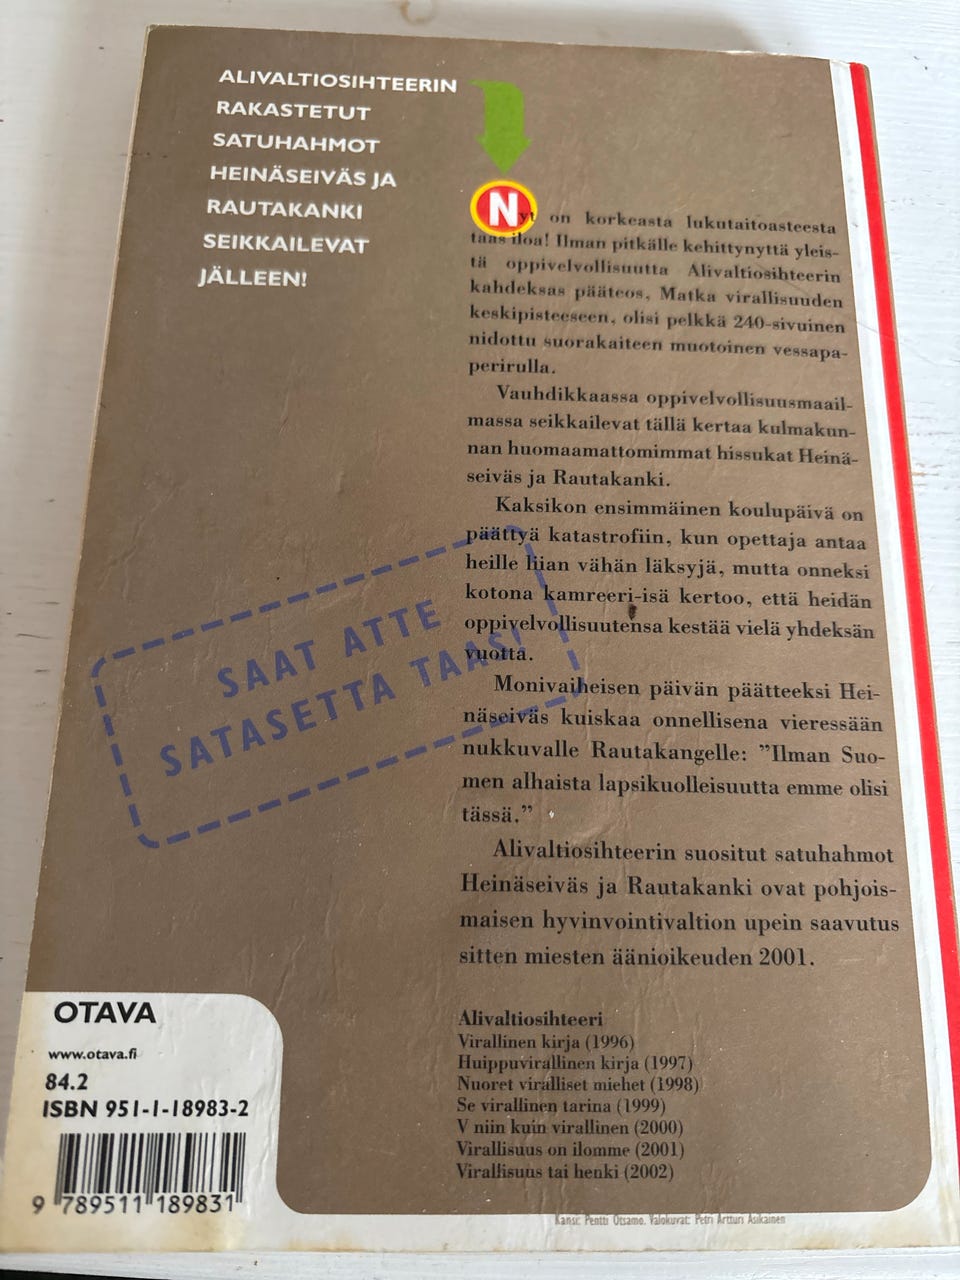 ALIVALTIOSIHTEERIN
RAKASTETUT
SATUHAHMOT
HEINÄSEIVÄS JA
RAUTAKANKI
SEIKKAILEVAT
JÄLLEEN!
Nyt on korkeasta lukutaitoasteesta
taas iloa! Ilman pitkälle kehittynyttä yleis-
tä oppivelvollisuutta Alivaltiosihteerin
kahdeksas pääteos, Matka virallisuuden
keskipisteeseen, olisi pelkkä 240-sivuinen
nidottu suorakaiteen muotoinen vessapa-
perirulla.
Vauhdikkaassa oppivelvollisuusmaail-
massa seikkailevat tällä kertaa kulmakun-
nan huomaamattomimmat hissukat Heinä-
seiväs ja Rautakanki.
Kaksikon ensimmäinen koulupäivä on
päättyä katastrofiin, kun opettaja antaa
heille liian vähän läksyjä, mutta onneksi
kotona kamreeri-isä kertoo, että heidän
oppivelvollisuutensa kestää vielä yhdeksän
vuotta.
Monivaiheisen päivän päätteeksi Hei-
näseiväs kuiskaa onnellisena vieressään
nukkuvalle Rautakangelle: ”Ilman Suo-
men alhaista lapsikuolleisuutta emme olisi
tässä.”
Alivaltiosihteerin suositut satuhahmot
Heinäseiväs ja Rautakanki ovat pohjois-
maisen hyvinvointivaltion upein saavutus
sitten miesten äänioikeuden 2001.
SAAT ATTE
SATASETTA TAAS!
Alivaltiosihteeri
Virallinen kirja (1996)
Huippuvirallinen kirja (1997)
Nuoret viralliset miehet (1998)
Se virallinen tarina (1999)
V niin kuin virallinen (2000)
Virallisuus on ilomme (2001)
Virallisuus tai henki (2002)
OTAVA
www.otava.fi
84.2
ISBN 951-1-18983-2
9 789511 189831
Kansi: Pentti Otsamo. Valokuvat: Petri Artturi Asikainen